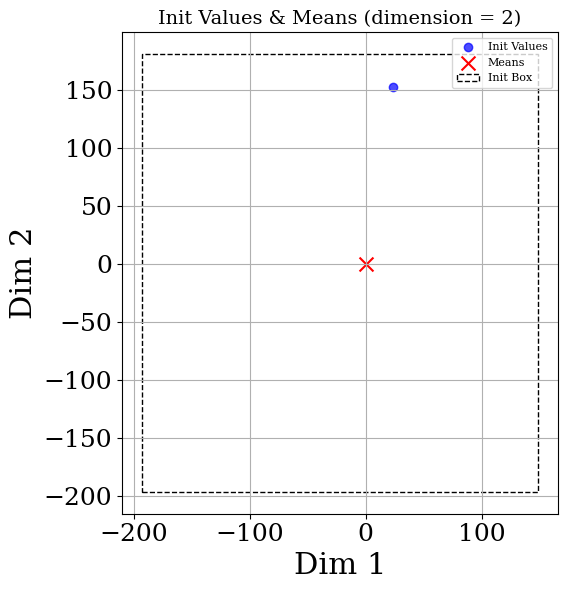 Init Values & Means (dimension = 2)
Init Values
Means
Init Box
Dim 2
150
100
50
0
−50
−100
−150
−200
−200
−100
0
100
Dim 1